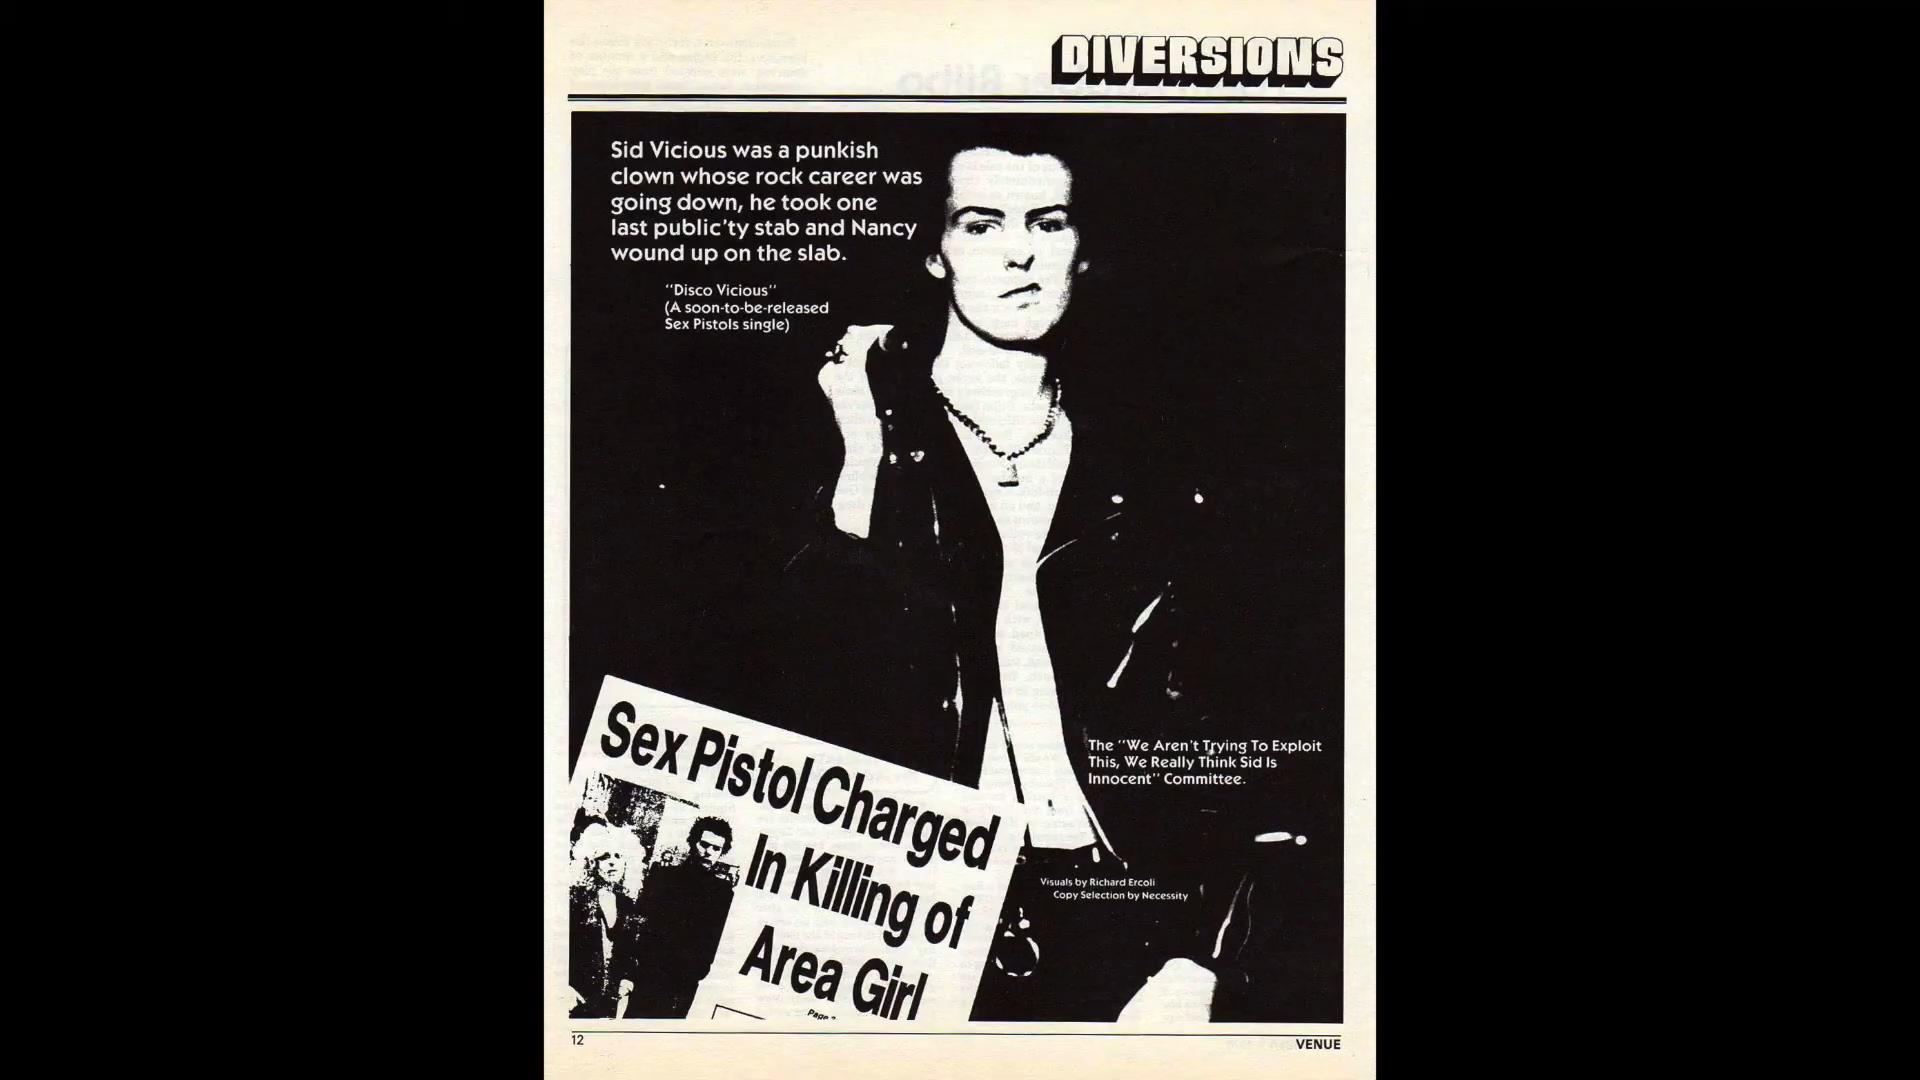 DIVERSIONS
Sid Vicious was a punkish
clown whose rock career was
going down, he took one
last public'ty stab and Nancy
wound up on the slab.
"Disco Vicious"
(A soon-to-be-released
Sex Pistols single)
The "We Aren't Trying To Exploit
This, We Really Think Sid Is
Innocent" Committee.
Sex Pistol Charged
In Killing of
Area Girl
Page
Visuals by Richard Ercoli
Copy Selection by Necessity
12
VENUE